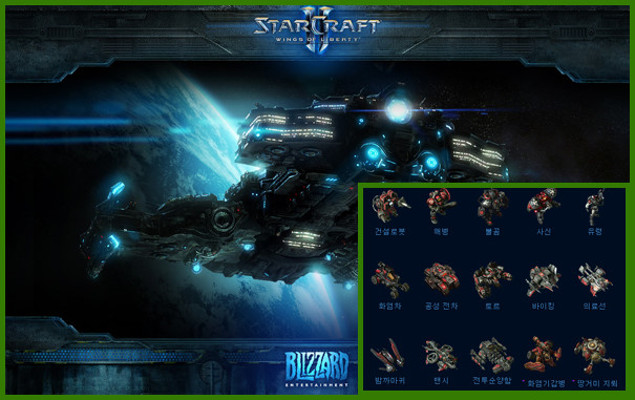 STARCRAFT
II
WINGS OF LIBERTY
BLIZZARD
ENTERTAINMENT
건설로봇 해병 불곰 사신 유령
화염차 공성 전차 토르 바이킹 의료선
밤까마귀 밴시 전투순양함 *화염기갑병 *땅거미 지뢰